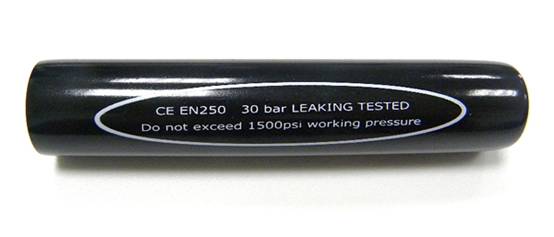 CE EN250 30 bar LEAKING TESTED
Do not exceed 1500psi working pressure